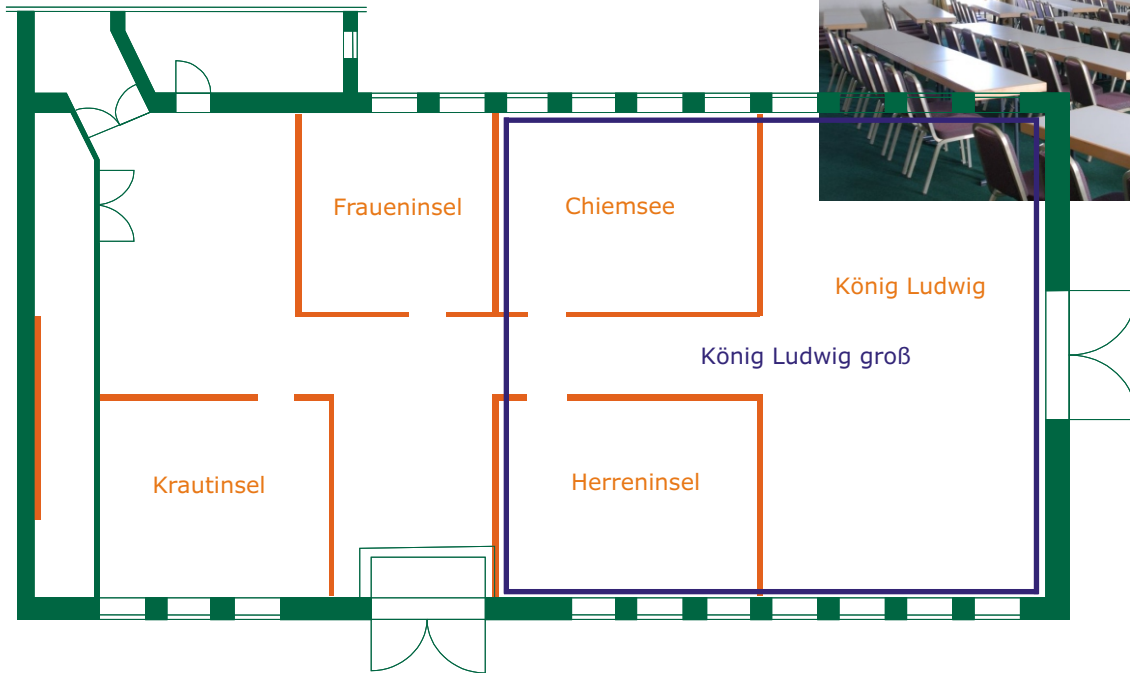 Fraueninsel
Chiemsee
König Ludwig
König Ludwig groß
Krautinsel
Herreninsel